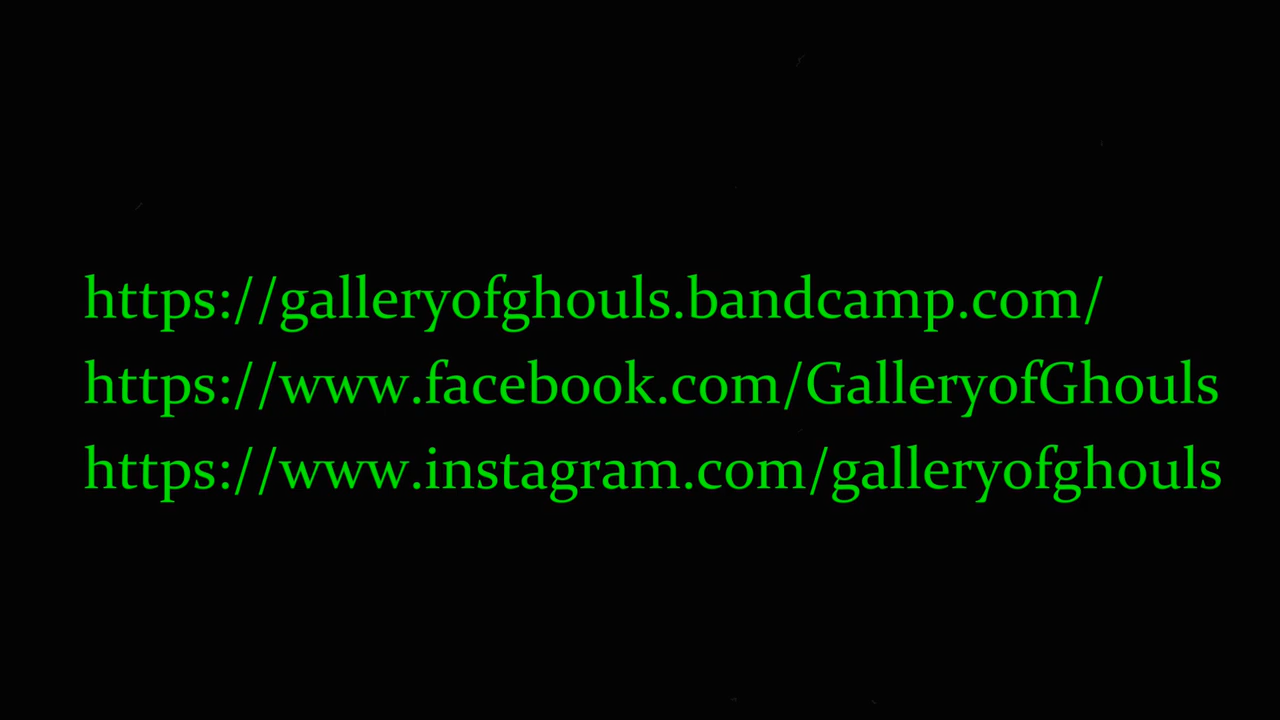 https://galleryofghouls.bandcamp.com/
https://www.facebook.com/GalleryofGhouls
https://www.instagram.com/galleryofghouls